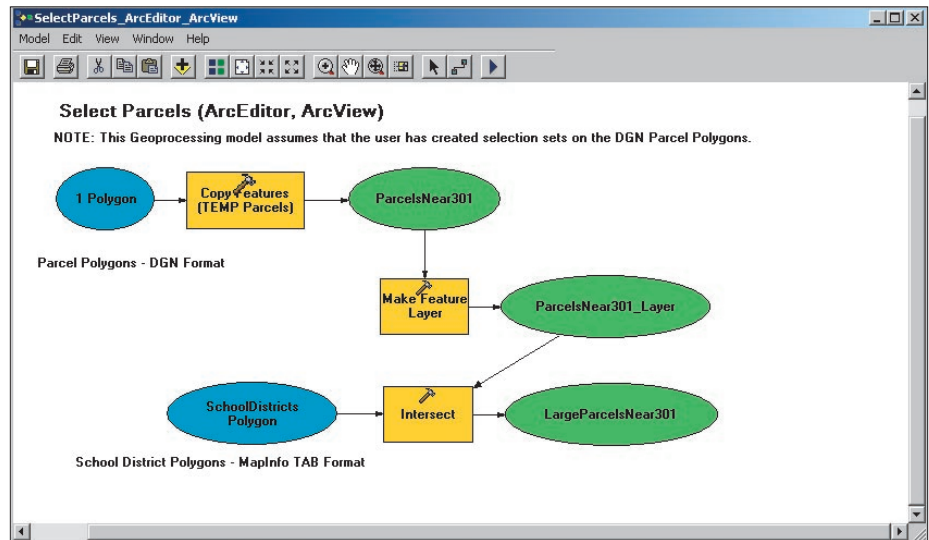 SelectParcels_ArcEditor_ArcView
Model Edit View Window Help
Select Parcels (ArcEditor, ArcView)
NOTE: This Geoprocessing model assumes that the user has created selection sets on the DGN Parcel Polygons.
1 Polygon
Copy Features
(TEMP Parcels)
ParcelsNear301
Parcel Polygons - DGN Format
Make Feature
Layer
ParcelsNear301_Layer
SchoolDistricts
Polygon
Intersect
LargeParcelsNear301
School District Polygons - MapInfo TAB Format